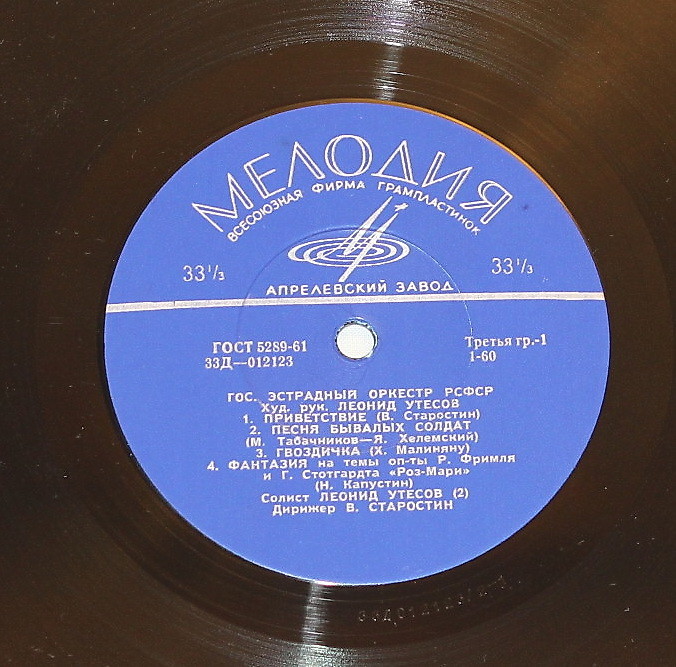 МЕЛОДИЯ
ВСЕСОЮЗНАЯ ФИРМА ГРАМПЛАСТИНОК
33⅓ 33⅓
АПРЕЛЕВСКИЙ ЗАВОД
ГОСТ 5289-61 Третья гр.-1
33Д—012123 1-60
ГОС. ЭСТРАДНЫЙ ОРКЕСТР РСФСР
Худ. рук. ЛЕОНИД УТЕСОВ
1. ПРИВЕТСТВИЕ (В. Старостин)
2. ПЕСНЯ БЫВАЛЫХ СОЛДАТ
(М. Табачников—Я. Хелемский)
3. ГВОЗДИЧКА (Х. Малиняну)
4. ФАНТАЗИЯ на темы оп-ты Р. Фримля
и Г. Стотгардта «Роз-Мари»
(Н. Капустин)
Солист ЛЕОНИД УТЕСОВ (2)
Дирижер В. СТАРОСТИН